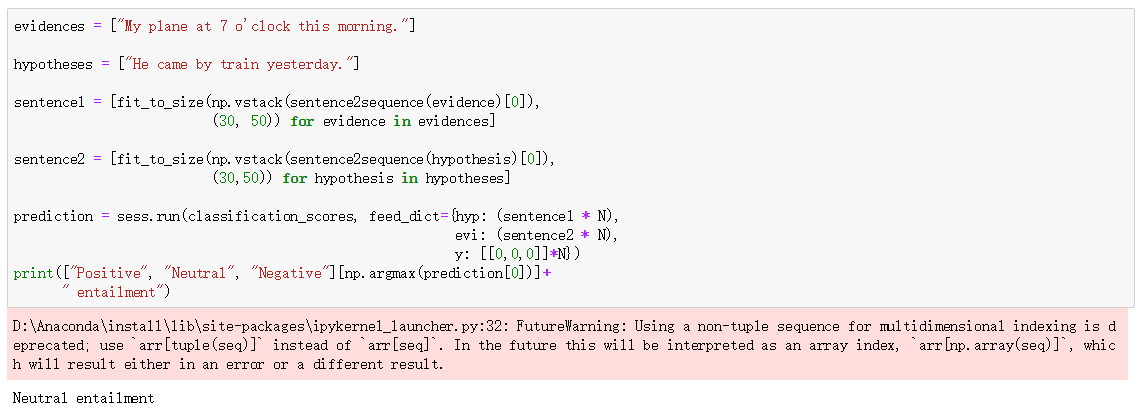 evidences = ["My plane at 7 o'clock this morning."]
hypotheses = ["He came by train yesterday."]
sentence1 = [fit_to_size(np.vstack(sentence2sequence(evidence)[0]),
(30, 50)) for evidence in evidences]
sentence2 = [fit_to_size(np.vstack(sentence2sequence(hypothesis)[0]),
(30,50)) for hypothesis in hypotheses]
prediction = sess.run(classification_scores, feed_dict={hyp: (sentence1 * N),
evi: (sentence2 * N),
y: [[0,0,0]]*N})
print(["Positive", "Neutral", "Negative"][np.argmax(prediction[0])]+
" entailment")
D:\Anaconda\install\lib\site-packages\ipykernel_launcher.py:32: FutureWarning: Using a non-tuple sequence for multidimensional indexing is d
eprecated; use `arr[tuple(seq)]` instead of `arr[seq]`. In the future this will be interpreted as an array index, `arr[np.array(seq)]`, whic
h will result either in an error or a different result.
Neutral entailment